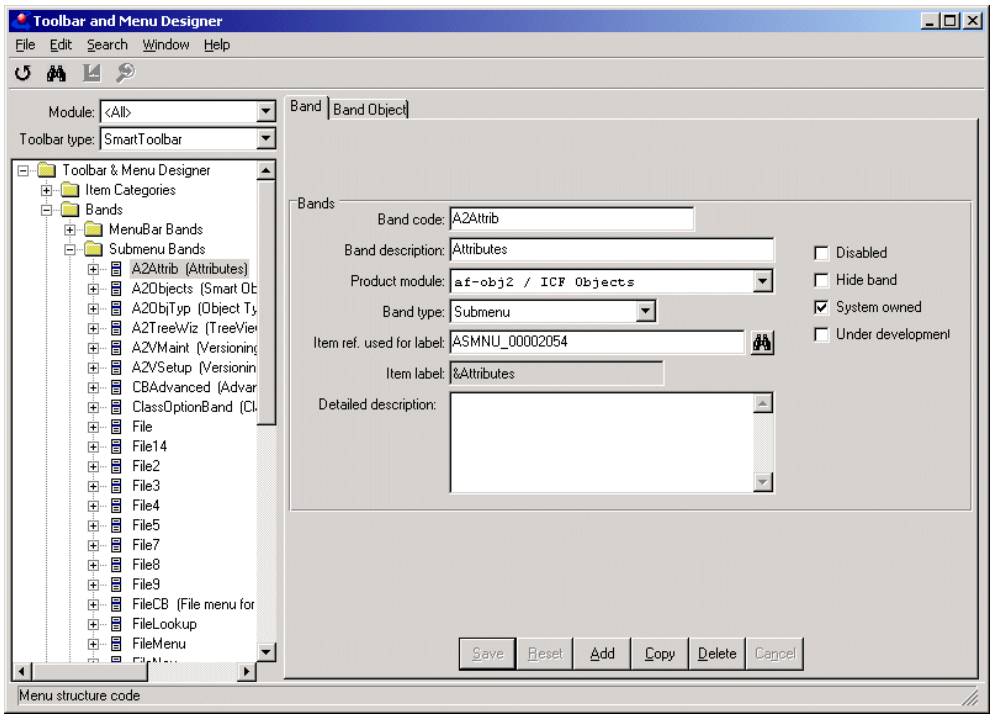 Toolbar and Menu Designer
File Edit Search Window Help
Module: <All>
Toolbar type: SmartToolbar
Toolbar & Menu Designer
Item Categories
Bands
MenuBar Bands
Submenu Bands
A2Attrib (Attributes)
A2Objects (Smart Ob
A2ObjTyp (Object Ty
A2TreeWiz (TreeVie
A2VMaint (Versioning
A2VSetup (Versionin
CBAdvanced (Advan
ClassOptionBand (Cl
File
File14
File2
File3
File4
File5
File7
File8
File9
FileCB (File menu for
FileLookup
FileMenu
Band Band Object
Bands
Band code: A2Attrib
Band description: Attributes
Product module: af-obj2 / ICF Objects
Band type: Submenu
Item ref. used for label: ASMNU_00002054
Item label: &Attributes
Detailed description:
Disabled
Hide band
System owned
Under development
Save Reset Add Copy Delete Cancel
Menu structure code